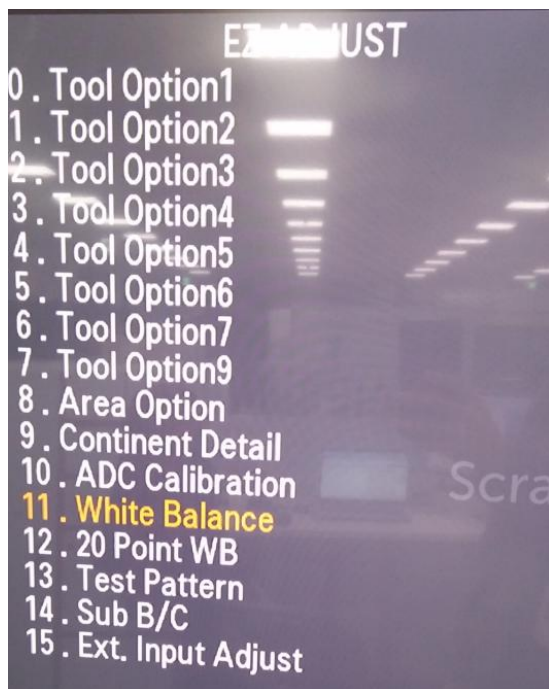 EZ ADJUST
0. Tool Option1
1. Tool Option2
2. Tool Option3
3. Tool Option4
4. Tool Option5
5. Tool Option6
6. Tool Option7
7. Tool Option9
8. Area Option
9. Continent Detail
10. ADC Calibration
11. White Balance
12. 20 Point WB
13. Test Pattern
14. Sub B/C
15. Ext. Input Adjust
Scra